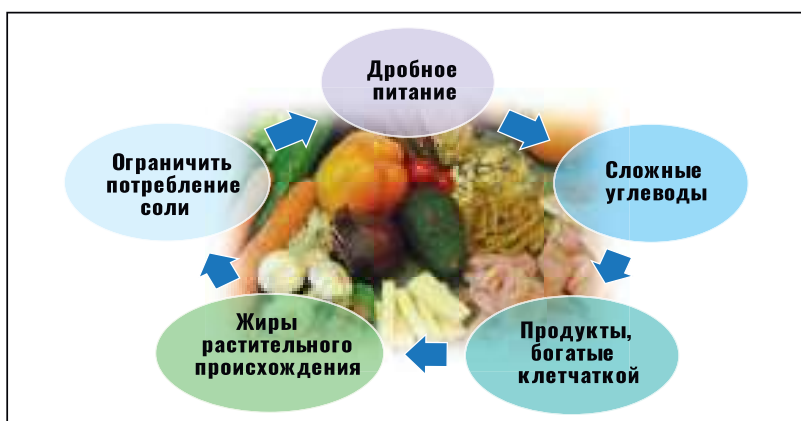 Дробное
питание
Сложные
углеводы
Продукты,
богатые
клетчаткой
Жиры
растительного
происхождения
Ограничить
потребление
соли